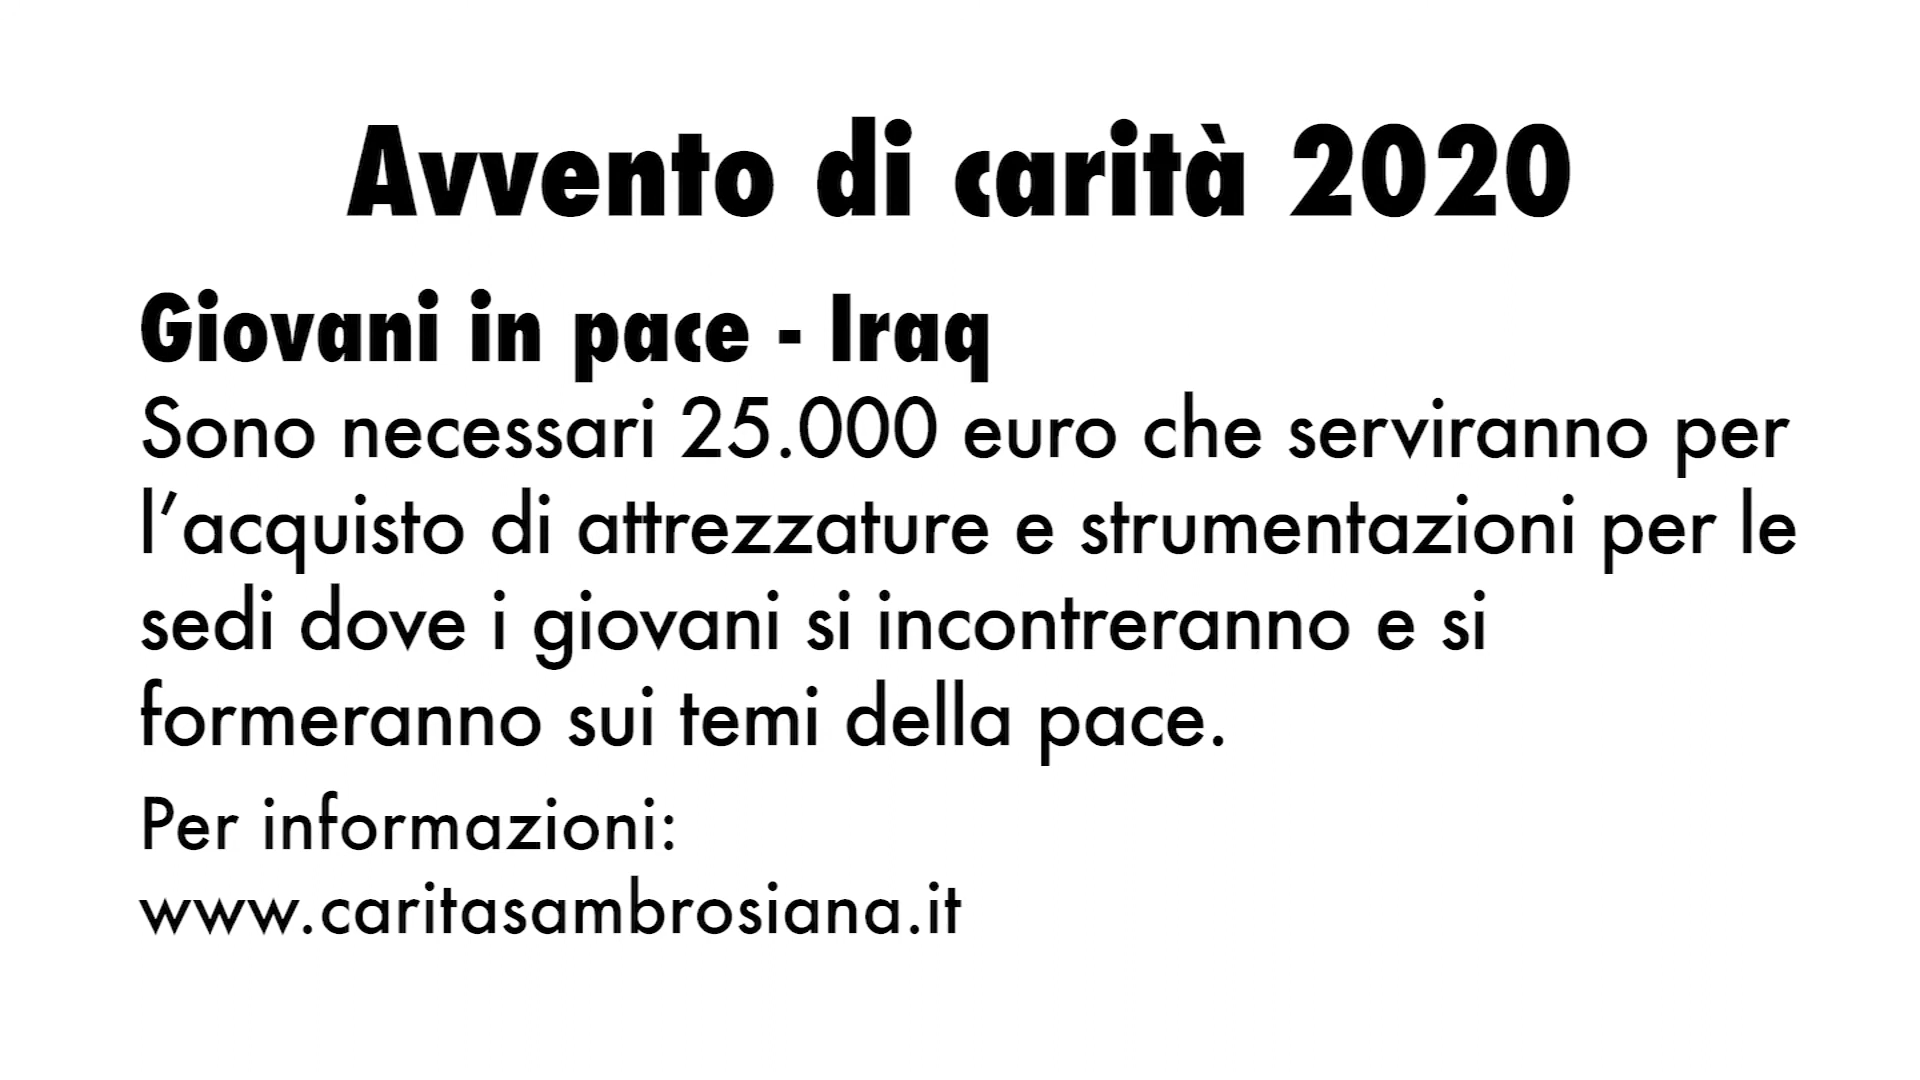 Avvento di carità 2020
Giovani in pace - Iraq
Sono necessari 25.000 euro che serviranno per
l’acquisto di attrezzature e strumentazioni per le
sedi dove i giovani si incontreranno e si
formeranno sui temi della pace.
Per informazioni:
www.caritasambrosiana.it